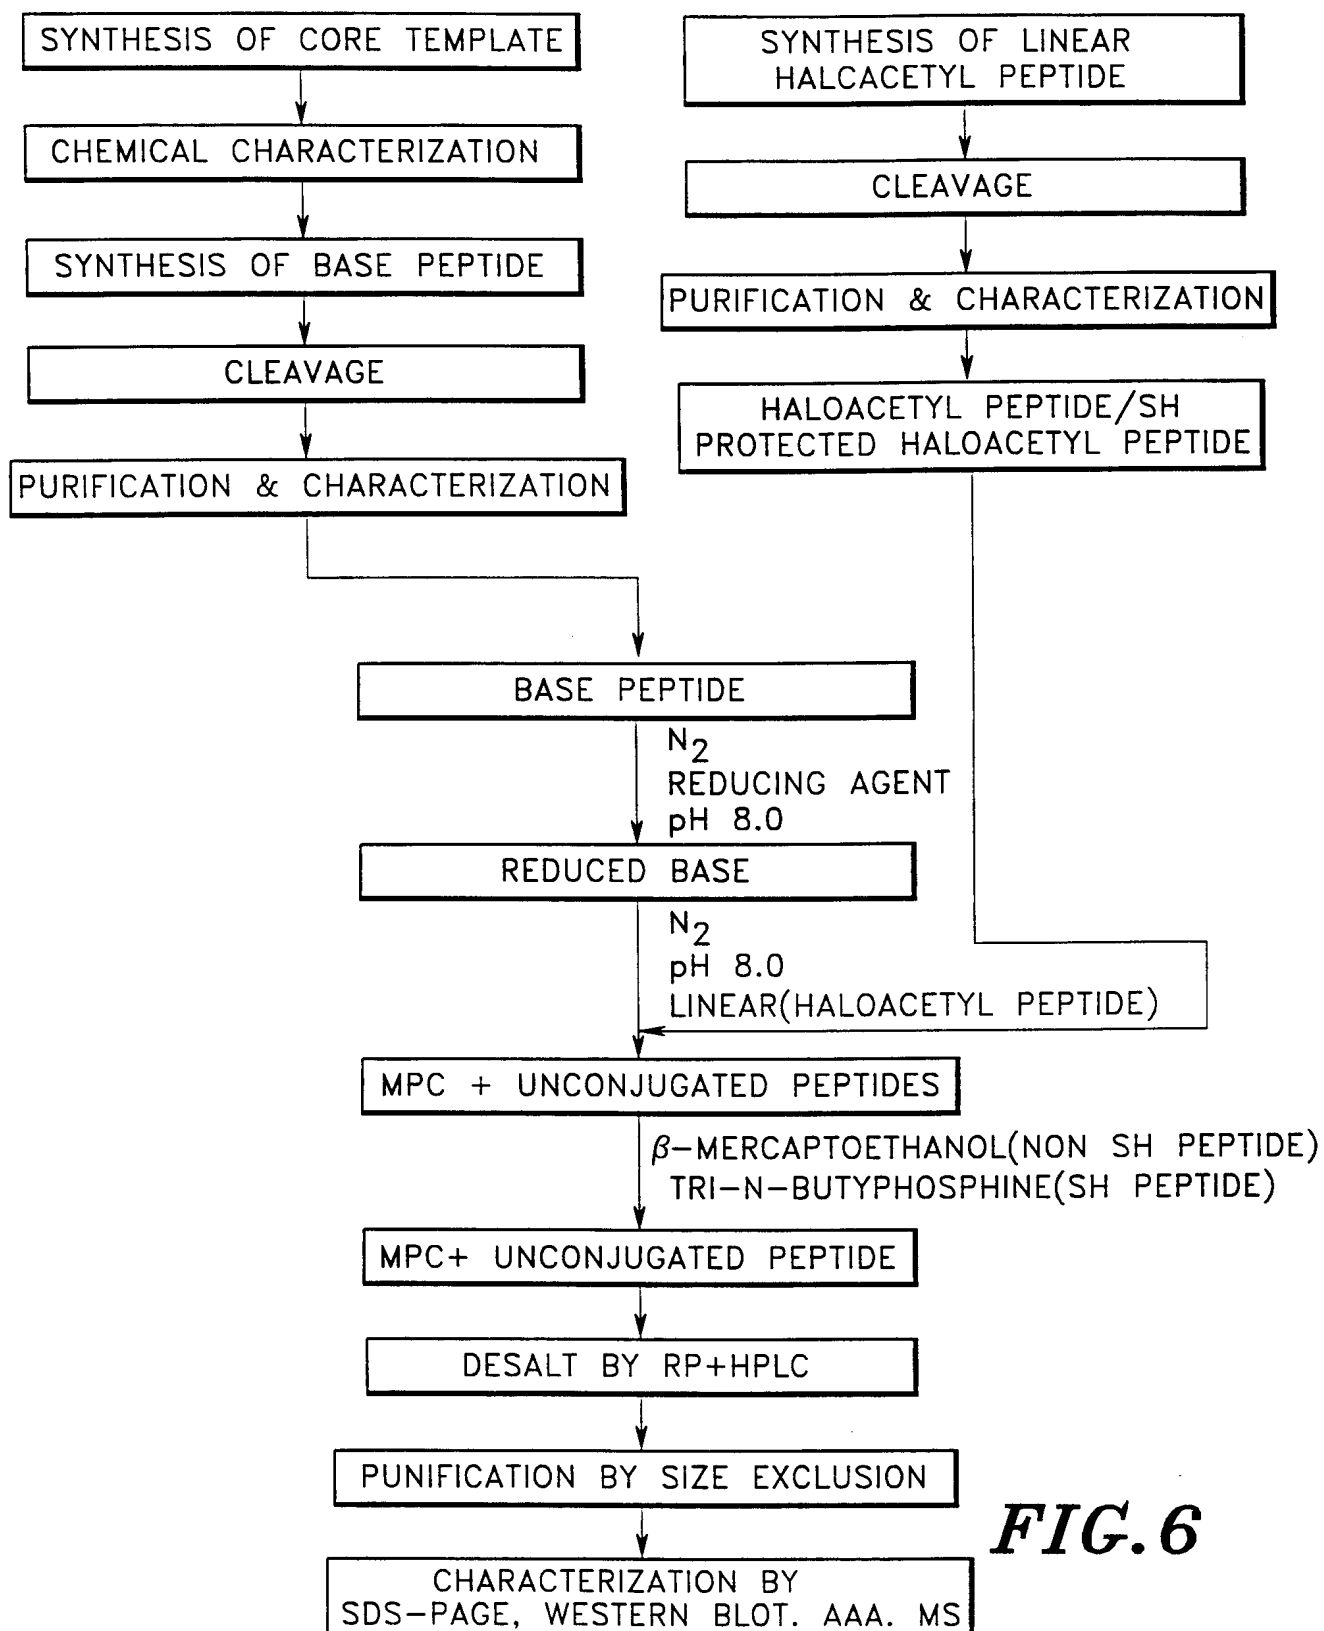 SYNTHESIS OF CORE TEMPLATE
CHEMICAL CHARACTERIZATION
SYNTHESIS OF BASE PEPTIDE
CLEAVAGE
PURIFICATION & CHARACTERIZATION
SYNTHESIS OF LINEAR
HALCACETYL PEPTIDE
CLEAVAGE
PURIFICATION & CHARACTERIZATION
HALOACETYL PEPTIDE/SH
PROTECTED HALOACETYL PEPTIDE
BASE PEPTIDE
N2
REDUCING AGENT
pH 8.0
REDUCED BASE
N2
pH 8.0
LINEAR(HALOACETYL PEPTIDE)
MPC + UNCONJUGATED PEPTIDES
β-MERCAPTOETHANOL(NON SH PEPTIDE)
TRI-N-BUTYPHOSPHINE(SH PEPTIDE)
MPC+ UNCONJUGATED PEPTIDE
DESALT BY RP+HPLC
PUNIFICATION BY SIZE EXCLUSION
CHARACTERIZATION BY
SDS-PAGE, WESTERN BLOT. AAA. MS
FIG.6